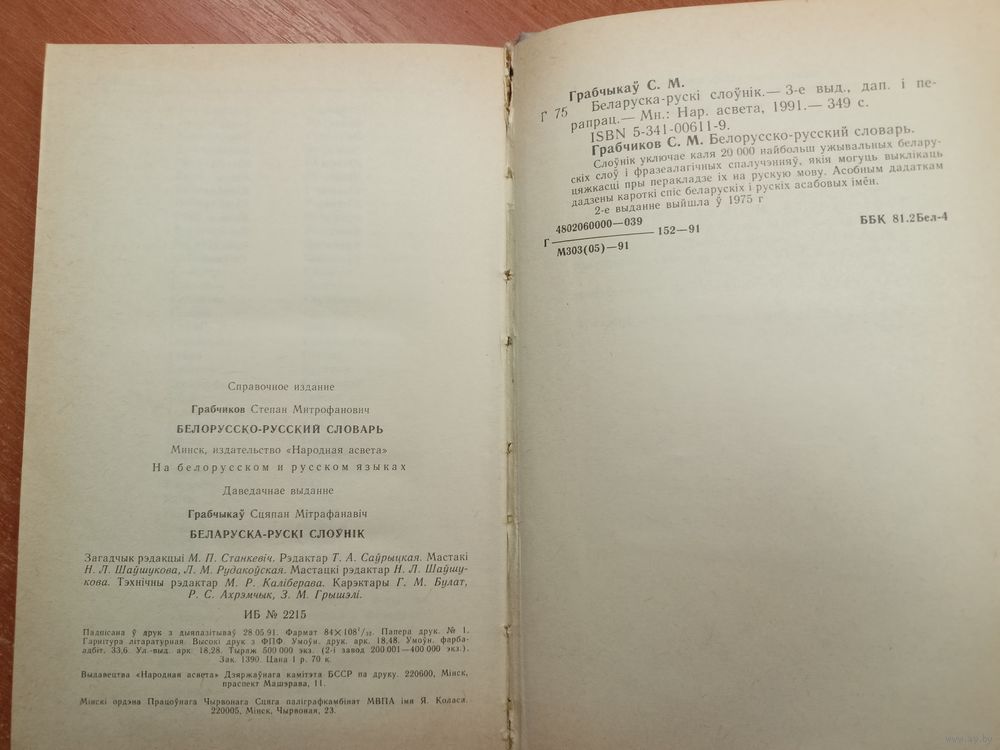 Справочное издание
Грабчиков Степан Митрофанович
БЕЛОРУССКО-РУССКИЙ СЛОВАРЬ
Минск, издательство «Народная асвета»
На белорусском и русском языках
Даведачнае выданне
Грабчыкаў Сцяпан Мітрафанавіч
БЕЛАРУСКА-РУСКІ СЛОЎНІК
Загадчык рэдакцыі М. П. Станкевіч. Рэдактар Т. А. Саўрыцкая. Мастакі
Н. Л. Шаўшукова, Л. М. Рудакоўская. Мастацкі рэдактар Н. Л. Шаўшу-
кова. Тэхнічны рэдактар М. Р. Каліберава. Карэктары Г. М. Булат,
Р. С. Ахрэмчык, З. М. Грышэлі.
ИБ № 2215
Падпісана ў друк з дыяпазітываў 28.05.91. Фармат 84×108¹/₃₂. Папера друк. № 1.
Гарнітура літаратурная. Высокі друк з ФПФ. Умоўн. друк. арк. 18,48. Умоўн. фарба-
адбіт. 33,6. Ул.-выд. арк. 18,28. Тыраж 500 000 экз. (2-і завод 200 001—400 000 экз.).
Зак. 1390. Цана 1 р. 70 к.
Выдавецтва «Народная асвета» Дзяржаўнага камітэта БССР па друку. 220600, Мінск,
праспект Машэрава, 11.
Мінскі ордэна Працоўнага Чырвонага Сцяга паліграфкамбінат МВПА імя Я. Коласа.
220005, Мінск, Чырвоная, 23.
Грабчыкаў С. М.
Г 75 Беларуска-рускі слоўнік.— 3-е выд., дап. і пе-
рапрац.— Мн.: Нар. асвета, 1991.— 349 с.
ISBN 5-341-00611-9.
Грабчиков С. М. Белорусско-русский словарь.
Слоўнік уключае каля 20 000 найбольш ужывальных белару-
скіх слоў і фразеалагічных спалучэнняў, якія могуць выклікаць
цяжкасці пры перакладзе іх на рускую мову. Асобным дадаткам
дадзены кароткі спіс беларускіх і рускіх асабовых імён.
2-е выданне выйшла ў 1975 г
4802060000—039
Г 152—91
М303(05)—91
ББК 81.2Бел-4
www.ay.by